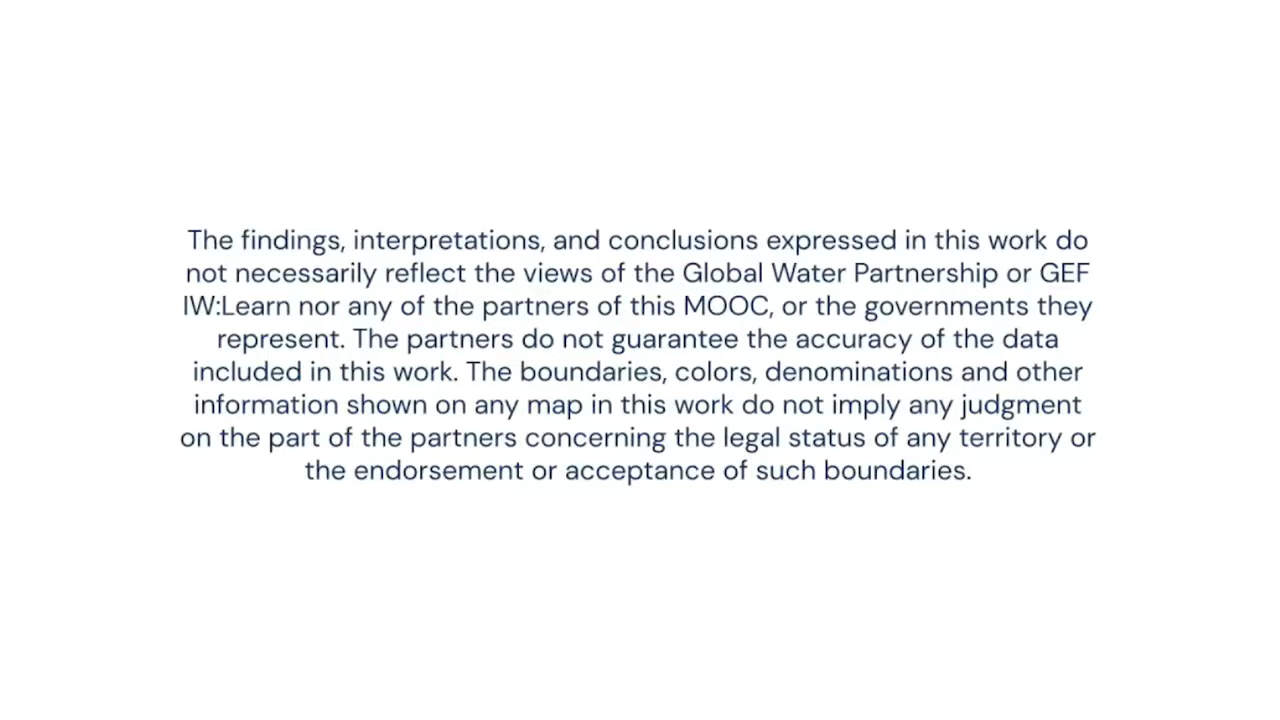 The findings, interpretations, and conclusions expressed in this work do
not necessarily reflect the views of the Global Water Partnership or GEF
IW:Learn nor any of the partners of this MOOC, or the governments they
represent. The partners do not guarantee the accuracy of the data
included in this work. The boundaries, colors, denominations and other
information shown on any map in this work do not imply any judgment
on the part of the partners concerning the legal status of any territory or
the endorsement or acceptance of such boundaries.